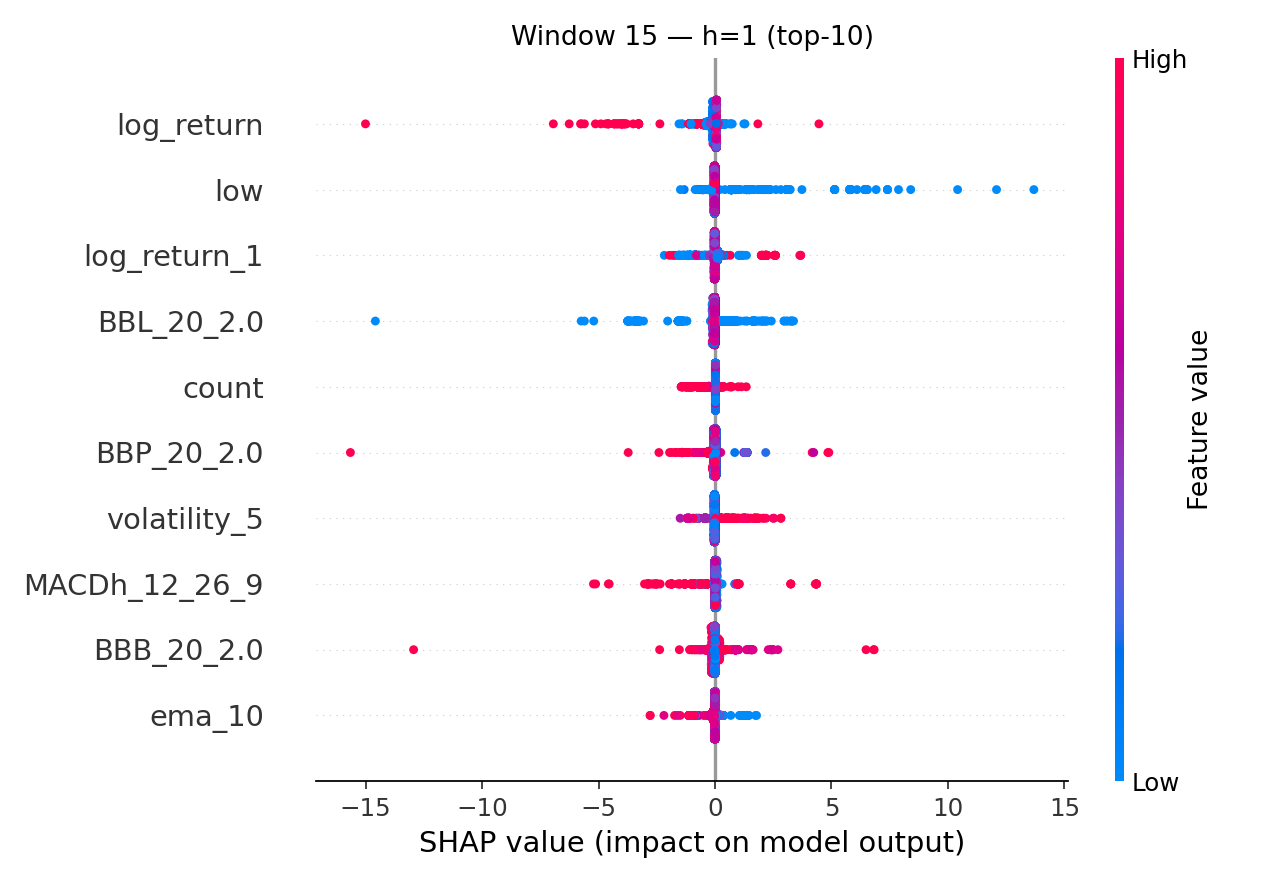 Window 15 — h=1 (top-10)
High
log_return
low
log_return_1
BBL_20_2.0
count
BBP_20_2.0
volatility_5
MACDh_12_26_9
BBB_20_2.0
ema_10
Feature value
Low
−15 −10 −5 0 5 10 15
SHAP value (impact on model output)